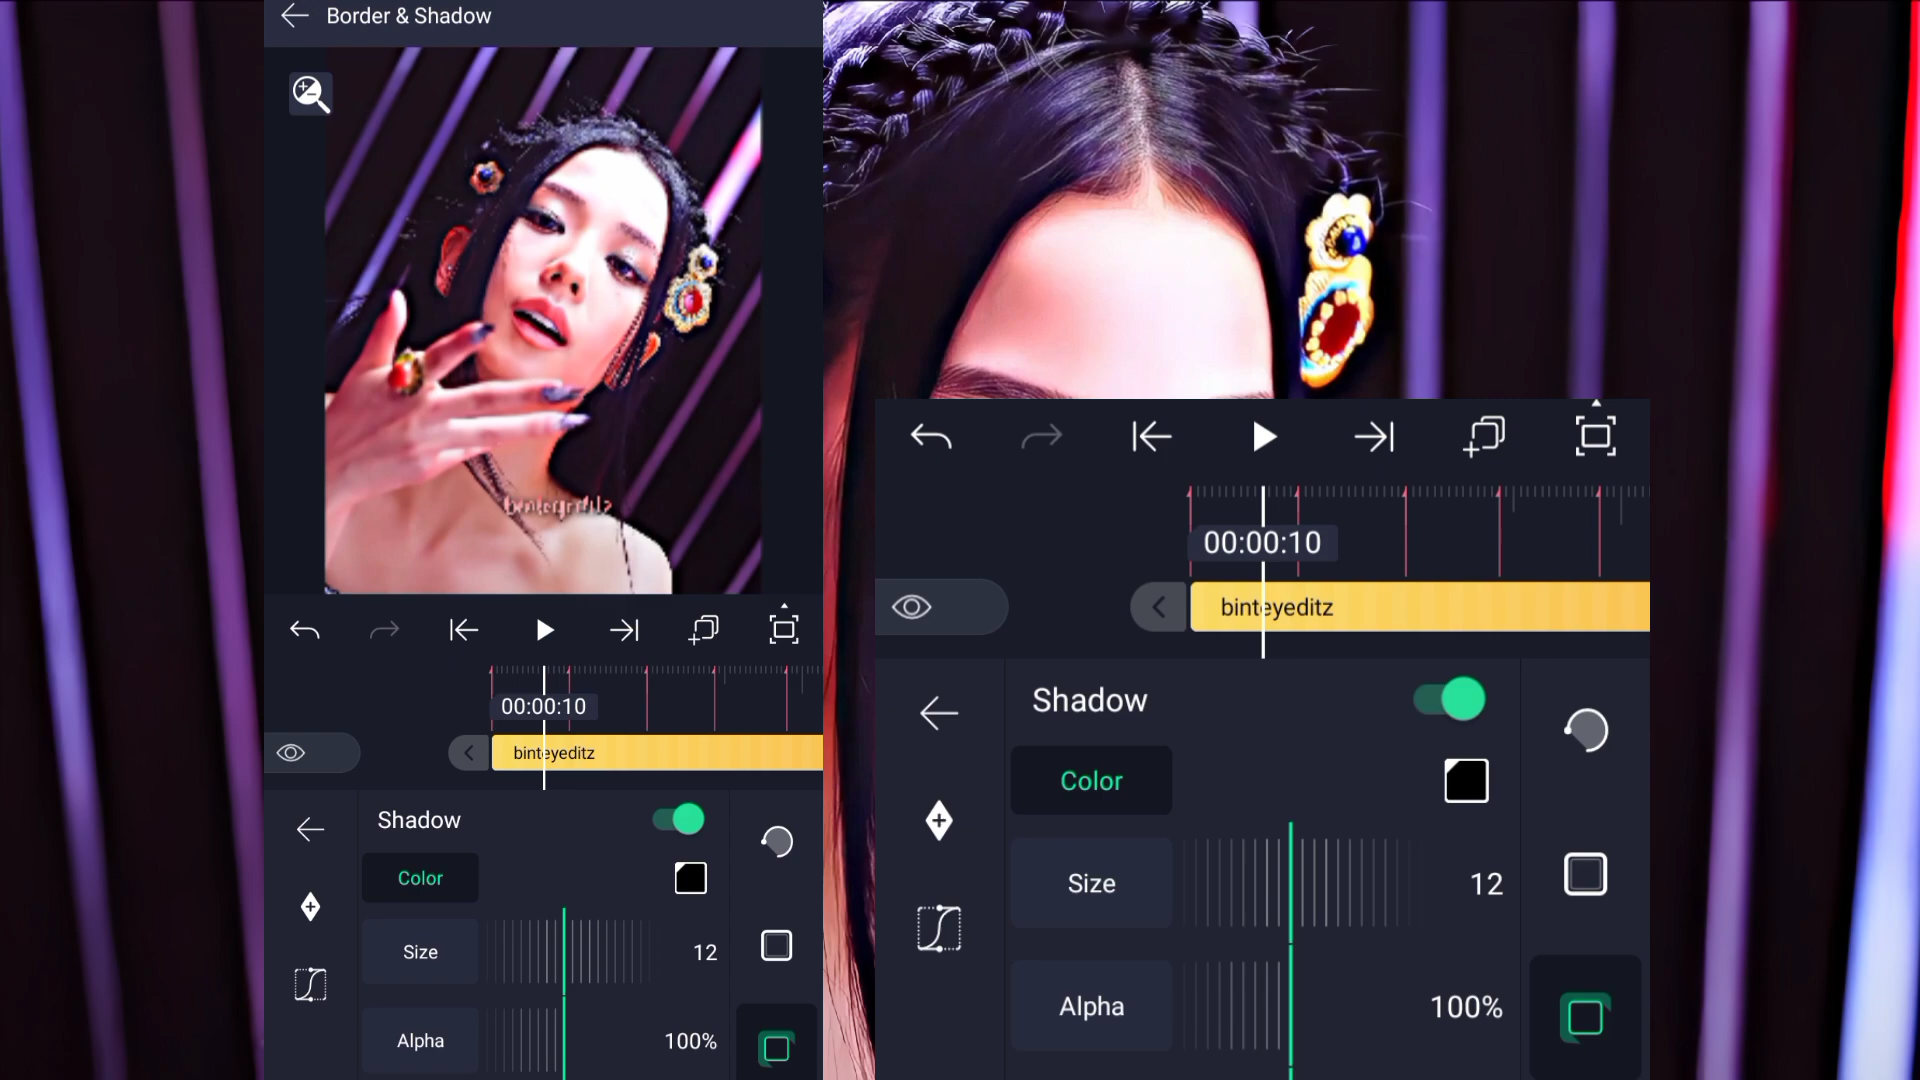 Border & Shadow
00:00:10
binteyeditz
Shadow
Color
Size
12
Alpha
100%
00:00:10
binteyeditz
Shadow
Color
Size
12
Alpha
100%